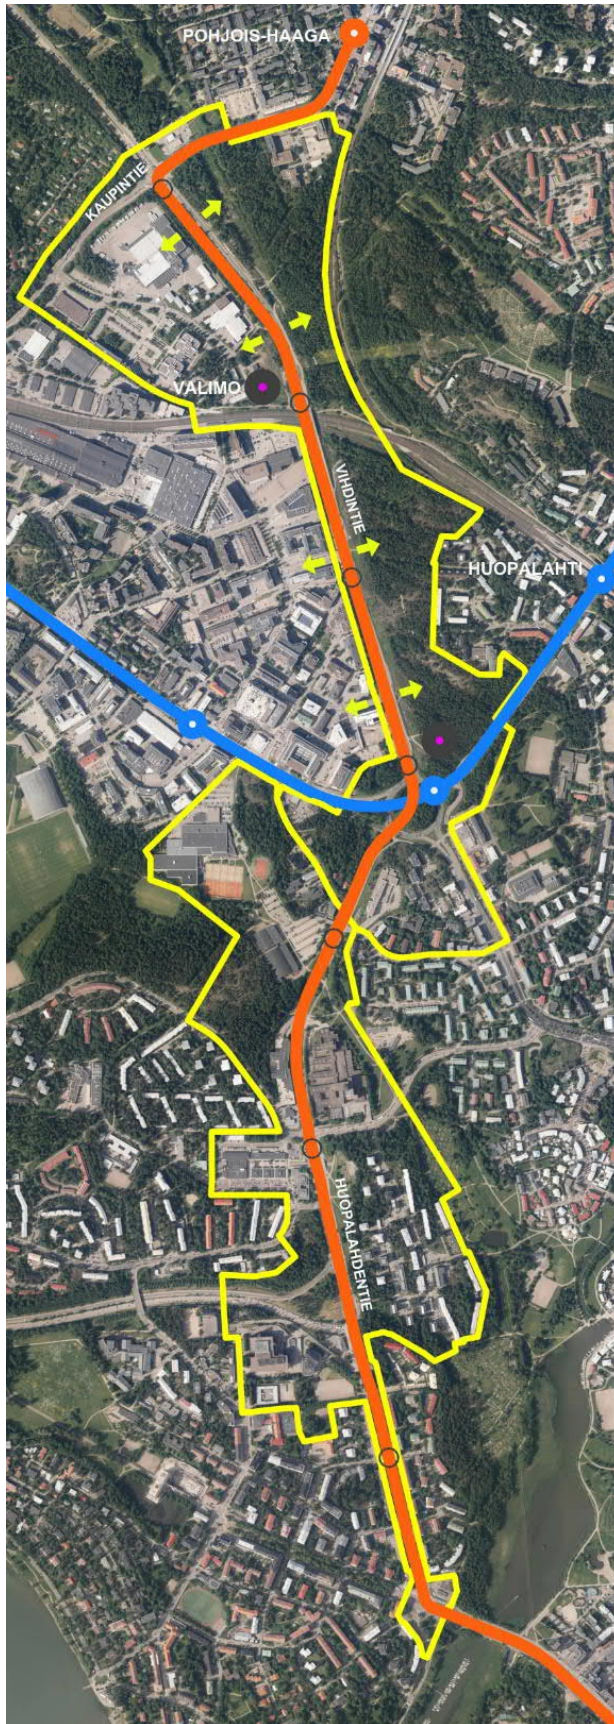 POHJOIS-HAAGA
KAUPINTIE
VALIMO
VIHDINTIE
HUOPALAHTI
HUOPALAHDENTIE